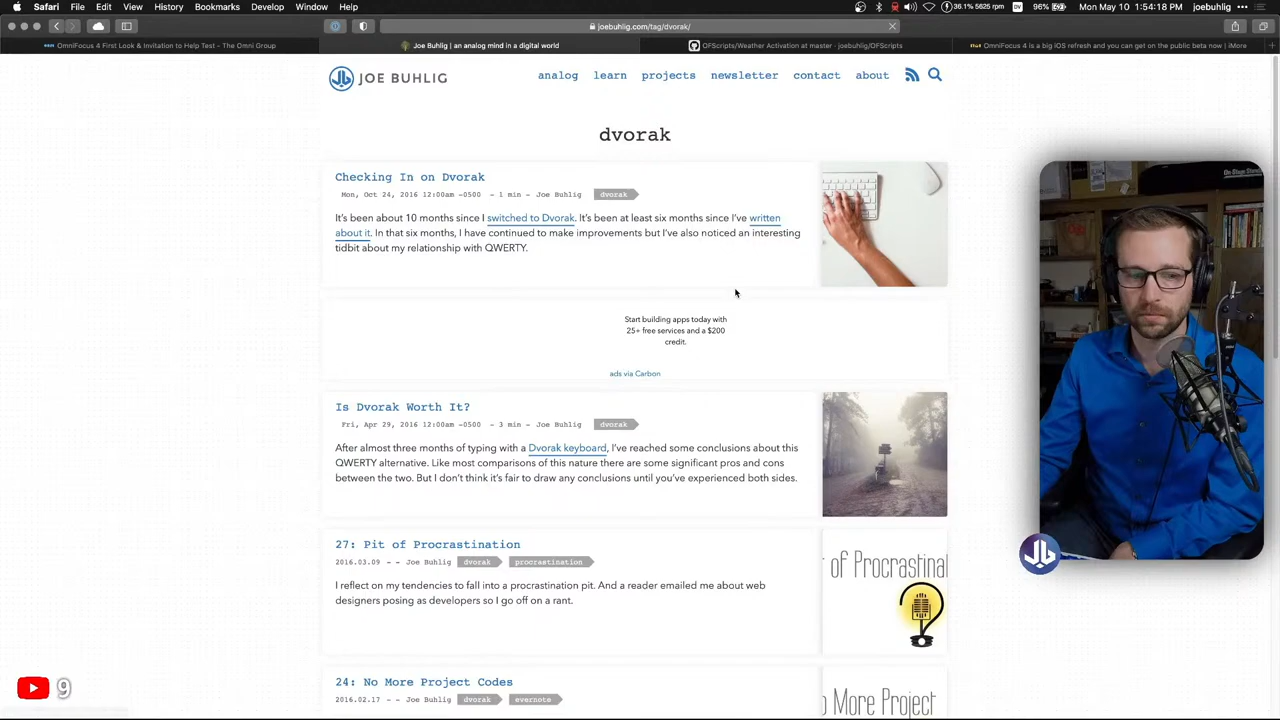 Safari File Edit View History Bookmarks Develop Window Help
36.1% 5625 rpm DV 96% Mon May 10 1:54:18 PM joebuhlig
joebuhlig.com/tag/dvorak/
OmniFocus 4 First Look & Invitation to Help Test - The Omni Group
Joe Buhlig | an analog mind in a digital world
OFScripts/Weather Activation at master · joebuhlig/OFScripts
OmniFocus 4 is a big iOS refresh and you can get on the public beta now | iMore
JOE BUHLIG
analog learn projects newsletter contact about
dvorak
Checking In on Dvorak
Mon, Oct 24, 2016 12:00am -0500 - 1 min - Joe Buhlig dvorak
It's been about 10 months since I switched to Dvorak. It's been at least six months since I've written
about it. In that six months, I have continued to make improvements but I've also noticed an interesting
tidbit about my relationship with QWERTY.
Start building apps today with
25+ free services and a $200
credit.
ads via Carbon
Is Dvorak Worth It?
Fri, Apr 29, 2016 12:00am -0500 - 3 min - Joe Buhlig dvorak
After almost three months of typing with a Dvorak keyboard, I've reached some conclusions about this
QWERTY alternative. Like most comparisons of this nature there are some significant pros and cons
between the two. But I don't think it's fair to draw any conclusions until you've experienced both sides.
27: Pit of Procrastination
2016.03.09 - - Joe Buhlig dvorak procrastination
I reflect on my tendencies to fall into a procrastination pit. And a reader emailed me about web
designers posing as developers so I go off on a rant.
of Procrastinat
24: No More Project Codes
2016.02.17 - - Joe Buhlig dvorak evernote
More Project
9